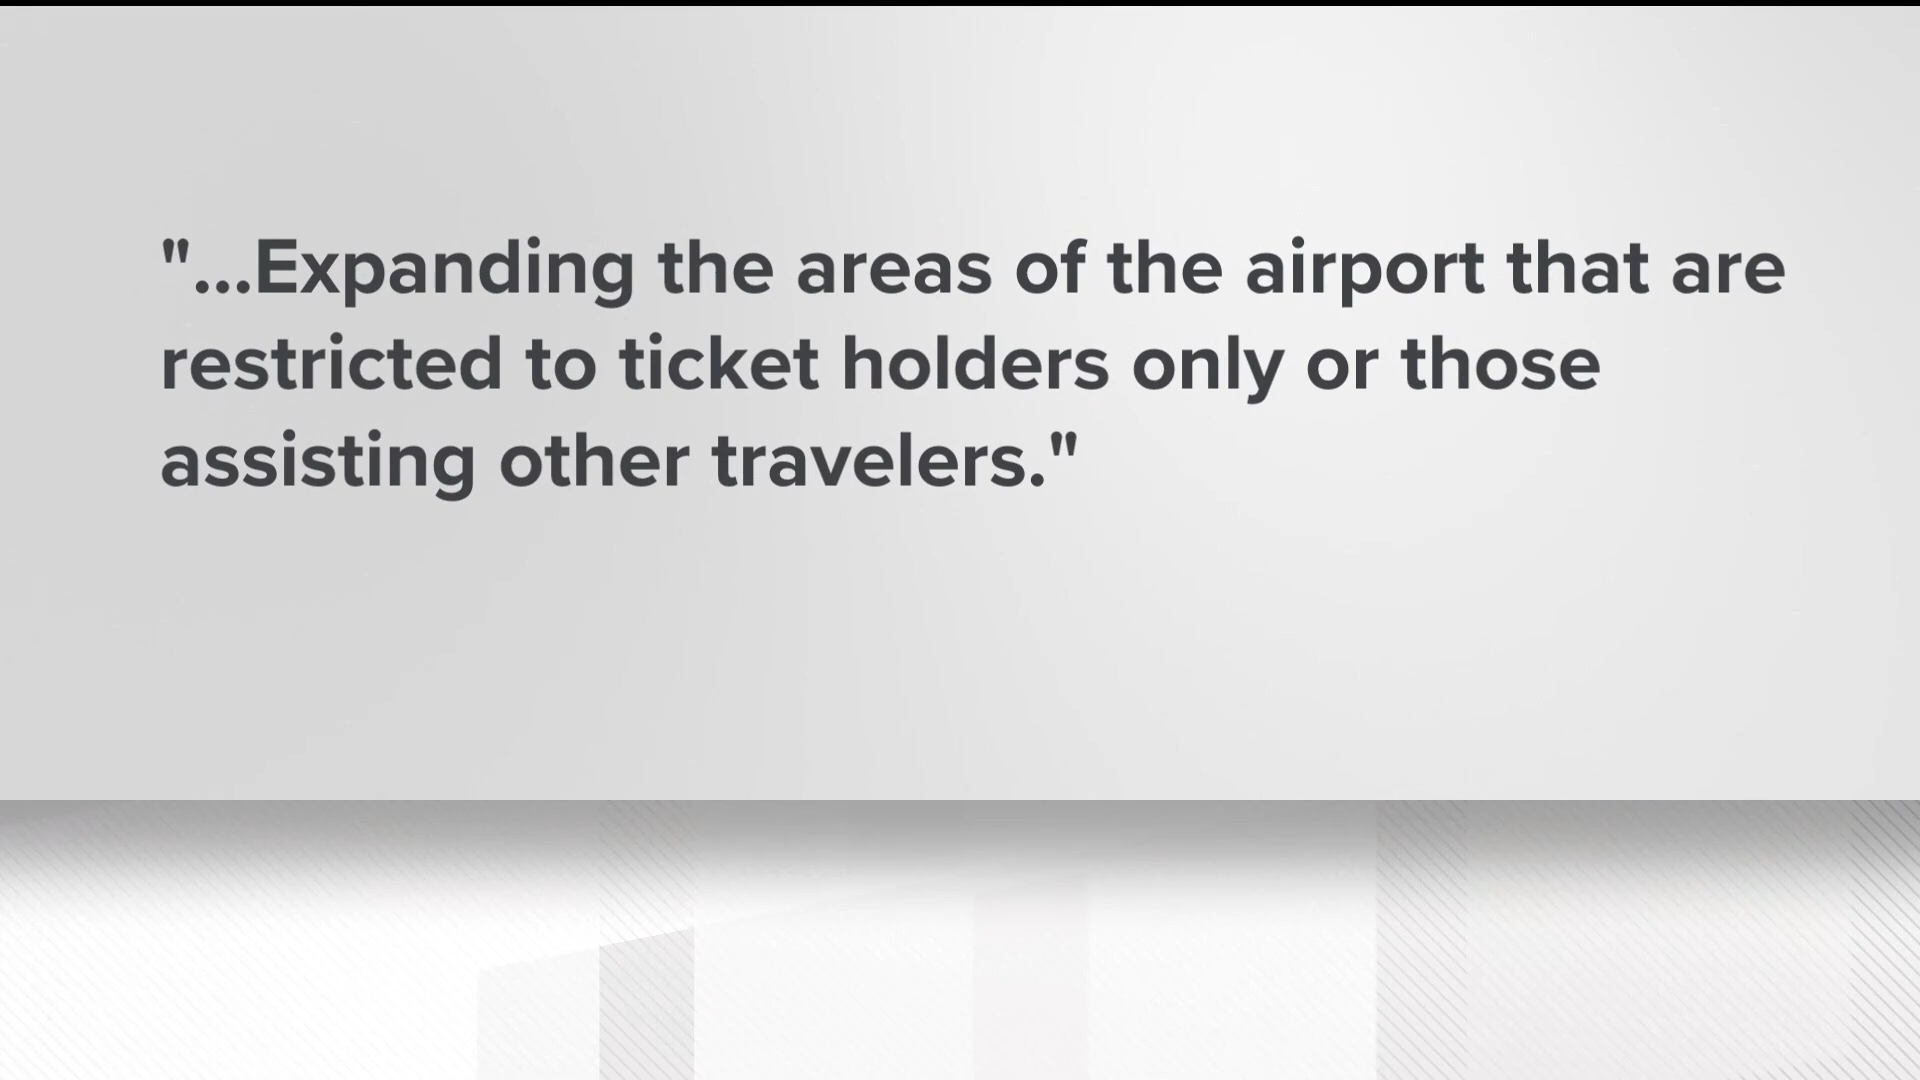 "...Expanding the areas of the airport that are
restricted to ticket holders only or those
assisting other travelers."